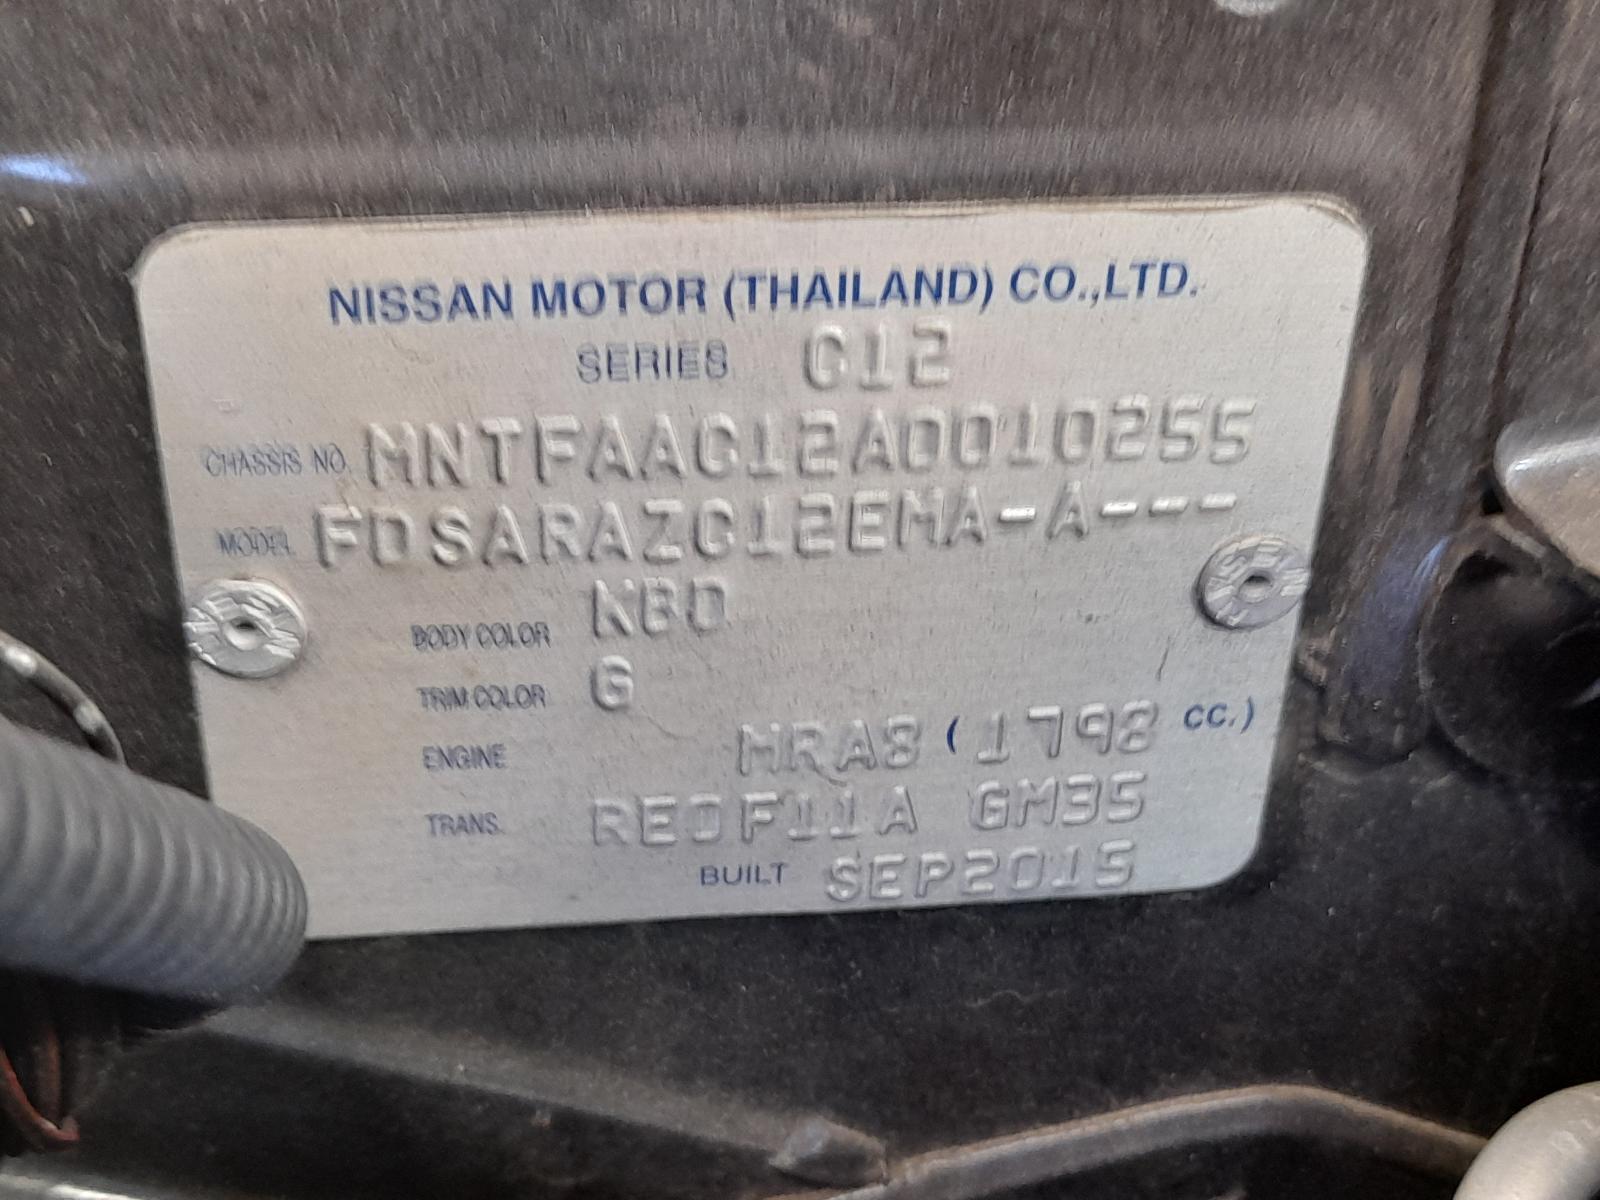 NISSAN MOTOR (THAILAND) CO.,LTD.
SERIES C12
CHASSIS NO. MNTFAAC12A0010255
MODEL FDSARAZC12EMA-A---
BODY COLOR KBD
TRIM COLOR G
ENGINE MRA8 (1798 CC.)
TRANS. RE0F11A GM35
BUILT SEP2015